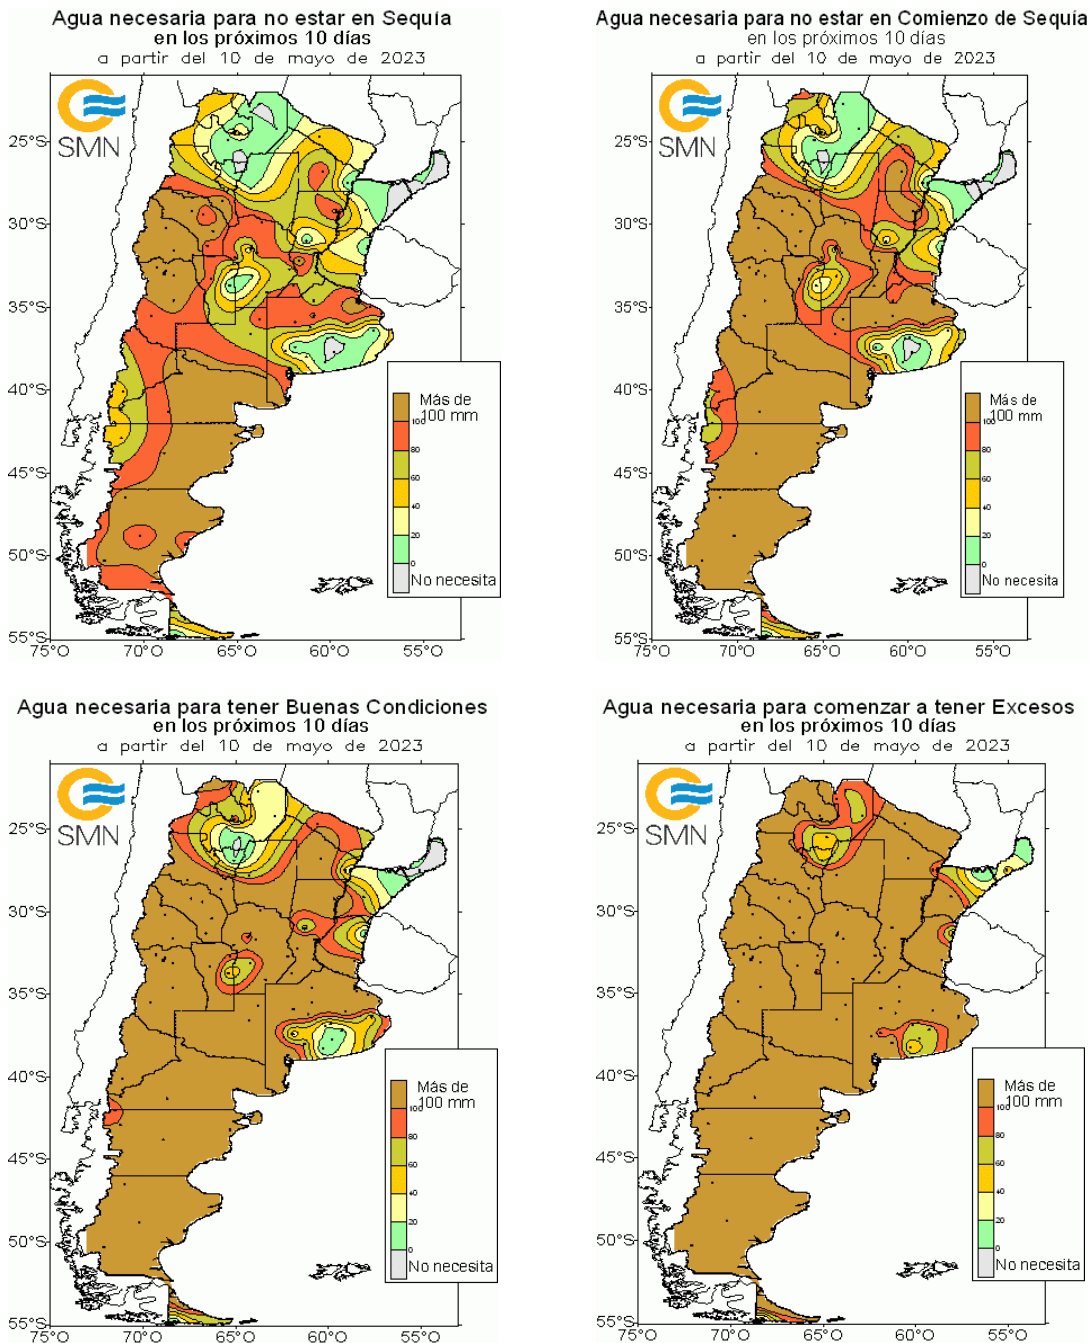 Agua necesaria para no estar en Sequía
en los próximos 10 días
a partir del 10 de mayo de 2023
SMN
25°S
30°S
35°S
40°S
45°S
50°S
55°S
75°O
70°O
65°O
60°O
55°O
Más de
100 mm
100
80
60
40
20
0
No necesita
Agua necesaria para no estar en Comienzo de Sequía
en los próximos 10 días
a partir del 10 de mayo de 2023
SMN
25°S
30°S
35°S
40°S
45°S
50°S
55°S
75°O
70°O
65°O
60°O
55°O
Más de
100 mm
100
80
60
40
20
0
No necesita
Agua necesaria para tener Buenas Condiciones
en los próximos 10 días
a partir del 10 de mayo de 2023
SMN
25°S
30°S
35°S
40°S
45°S
50°S
55°S
75°O
70°O
65°O
60°O
55°O
Más de
100 mm
100
80
60
40
20
0
No necesita
Agua necesaria para comenzar a tener Excesos
en los próximos 10 días
a partir del 10 de mayo de 2023
SMN
25°S
30°S
35°S
40°S
45°S
50°S
55°S
75°O
70°O
65°O
60°O
55°O
Más de
100 mm
100
80
60
40
20
0
No necesita